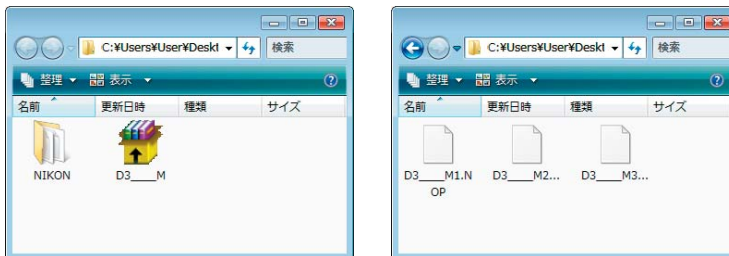 C:¥Users¥User¥Deskt
検索
整理
表示
名前
更新日時
種類
サイズ
NIKON
D3____M
C:¥Users¥User¥Deskt
検索
整理
表示
名前
更新日時
種類
サイズ
D3____M1.N
OP
D3____M2...
D3____M3...